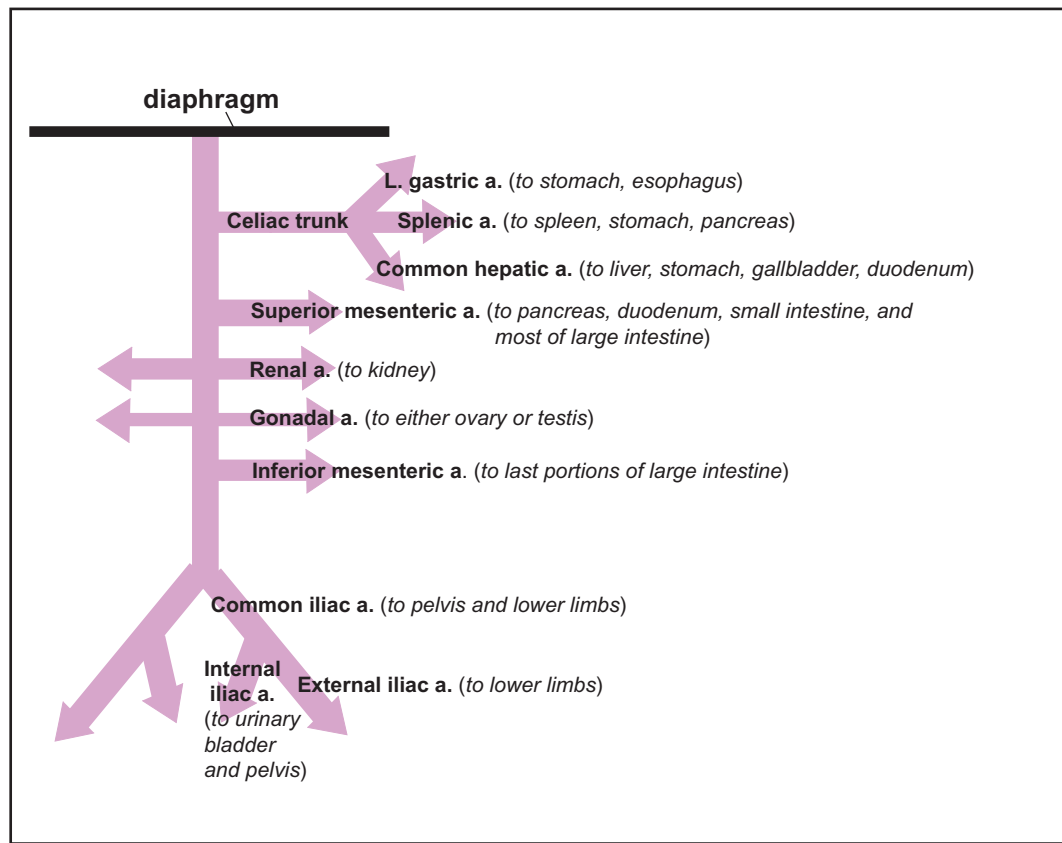 diaphragm
L. gastric a. (to stomach, esophagus)
Celiac trunk
Splenic a. (to spleen, stomach, pancreas)
Common hepatic a. (to liver, stomach, gallbladder, duodenum)
Superior mesenteric a. (to pancreas, duodenum, small intestine, and
most of large intestine)
Renal a. (to kidney)
Gonadal a. (to either ovary or testis)
Inferior mesenteric a. (to last portions of large intestine)
Common iliac a. (to pelvis and lower limbs)
Internal
iliac a.
(to urinary
bladder
and pelvis)
External iliac a. (to lower limbs)